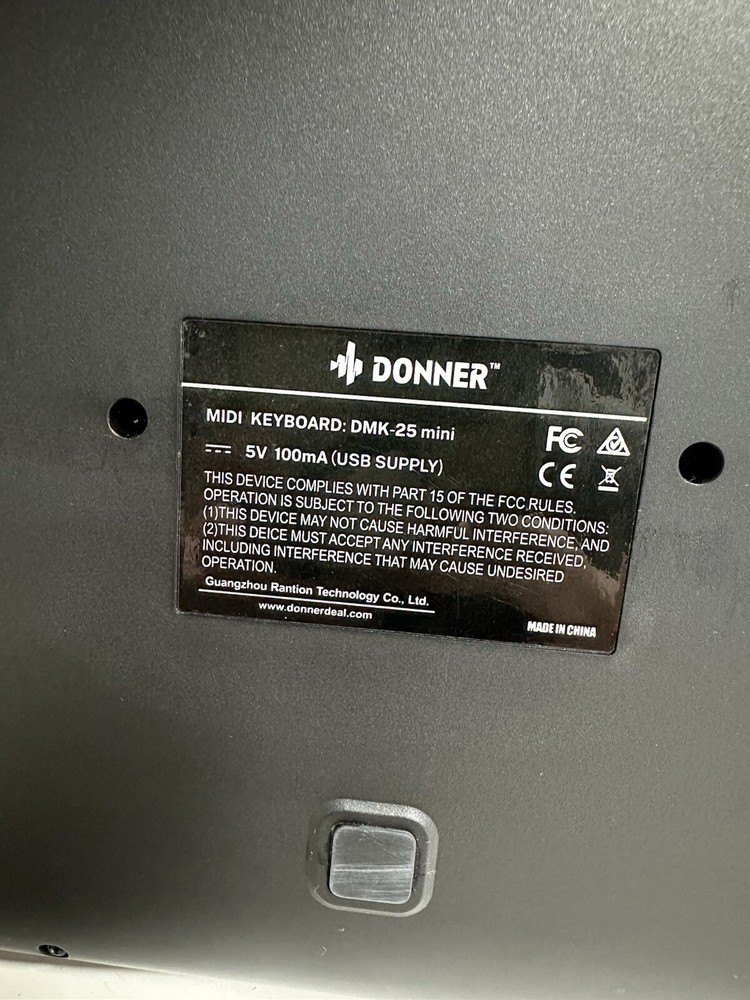 DONNER™
MIDI KEYBOARD: DMK-25 mini
5V 100mA (USB SUPPLY)
FC
CE
THIS DEVICE COMPLIES WITH PART 15 OF THE FCC RULES.
OPERATION IS SUBJECT TO THE FOLLOWING TWO CONDITIONS:
(1)THIS DEVICE MAY NOT CAUSE HARMFUL INTERFERENCE, AND
(2)THIS DEICE MUST ACCEPT ANY INTERFERENCE RECEIVED,
INCLUDING INTERFERENCE THAT MAY CAUSE UNDESIRED
OPERATION.
Guangzhou Rantion Technology Co., Ltd.
www.donnerdeal.com
MADE IN CHINA